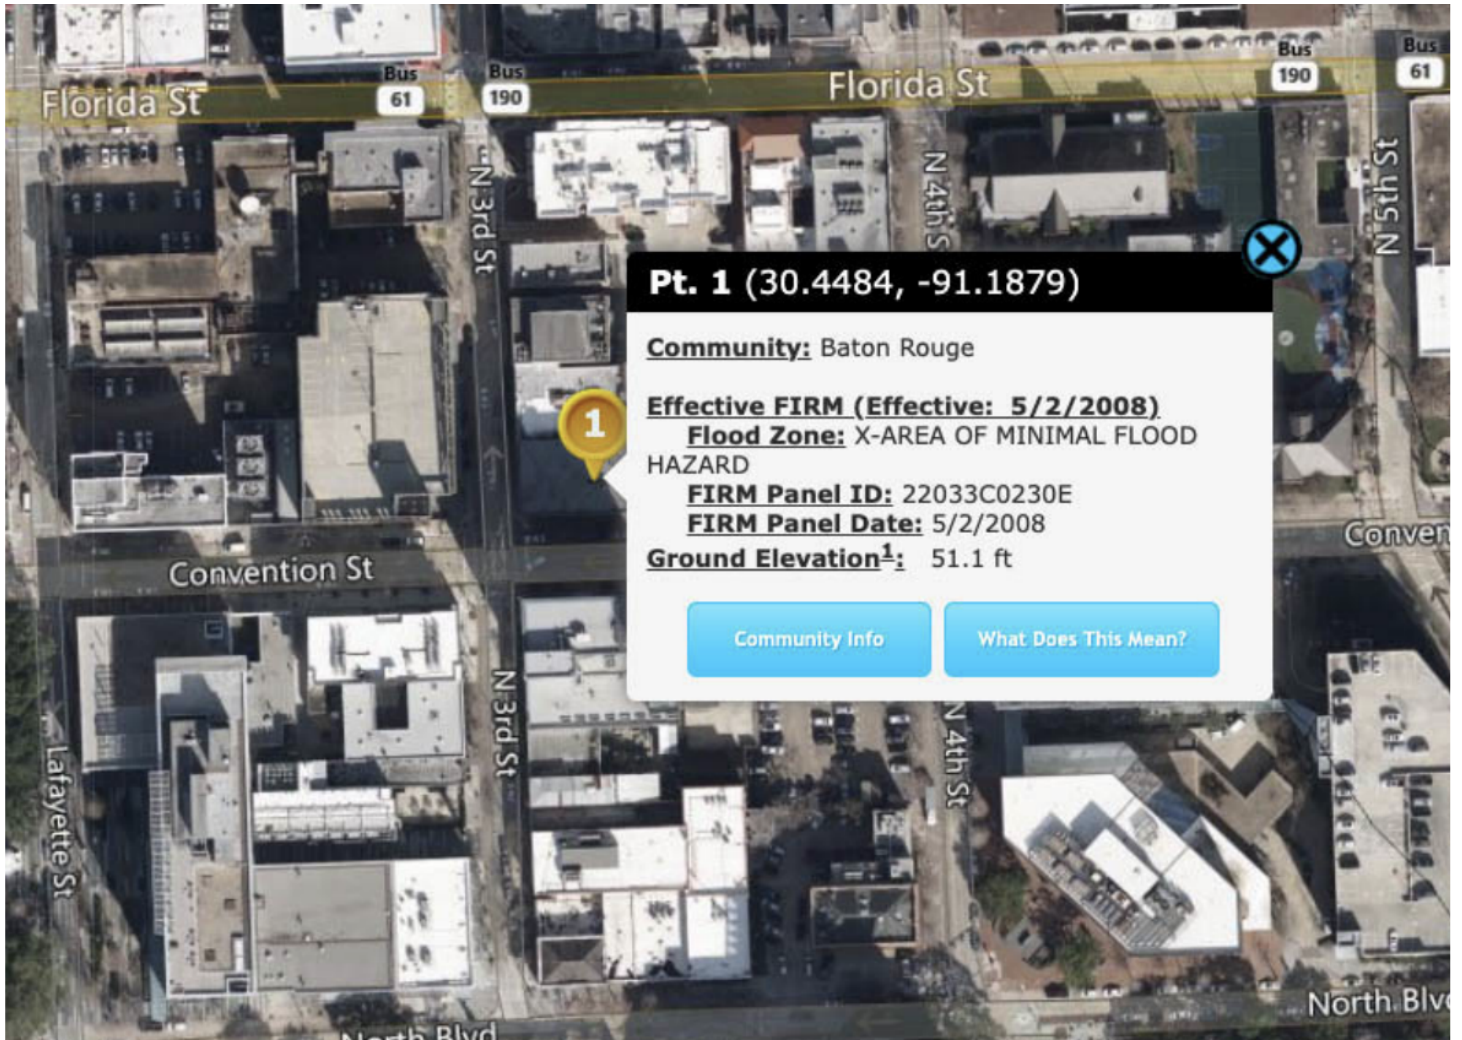 Bus
Bus
Bus
Bus
Florida St
61
190
Florida St
190
61
N 3rd St
N 4th S
N 5th St
Pt. 1 (30.4484, -91.1879)
Community: Baton Rouge
Effective FIRM (Effective: 5/2/2008)
Flood Zone: X-AREA OF MINIMAL FLOOD
HAZARD
1
FIRM Panel ID: 22033C0230E
FIRM Panel Date: 5/2/2008
Ground Elevation1: 51.1 ft
Conven
Convention St
Community Info
What Does This Mean?
N 3rd St
N 4th St
Lafayette St
North Blv
North Blvd